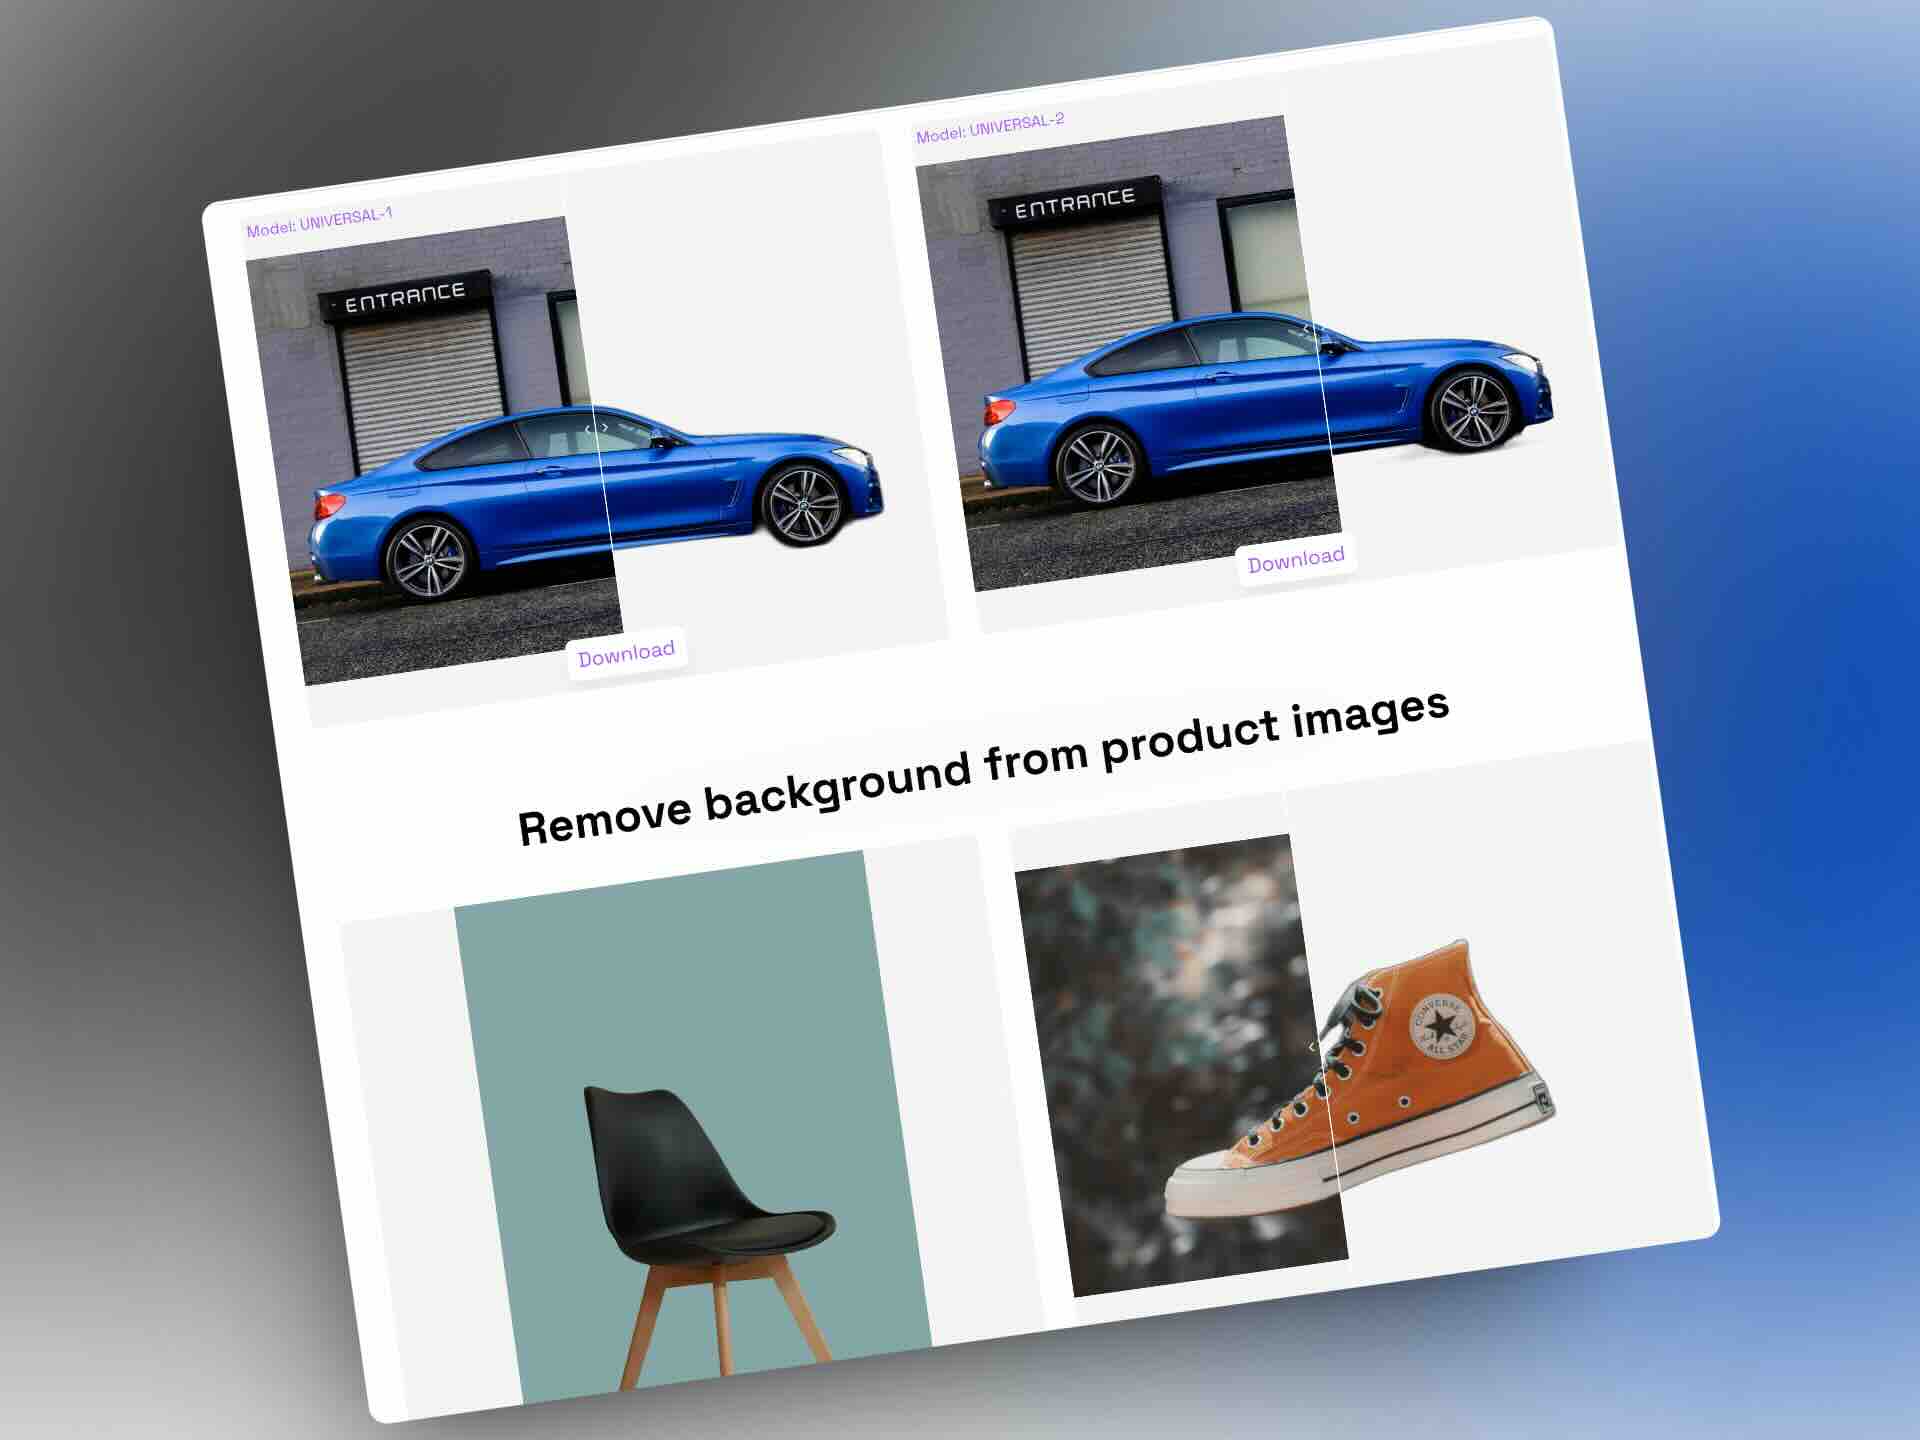 Model: UNIVERSAL-1
ENTRANCE
Download
Model: UNIVERSAL-2
ENTRANCE
Download
Remove background from product images
CONVERSE
ALL STAR